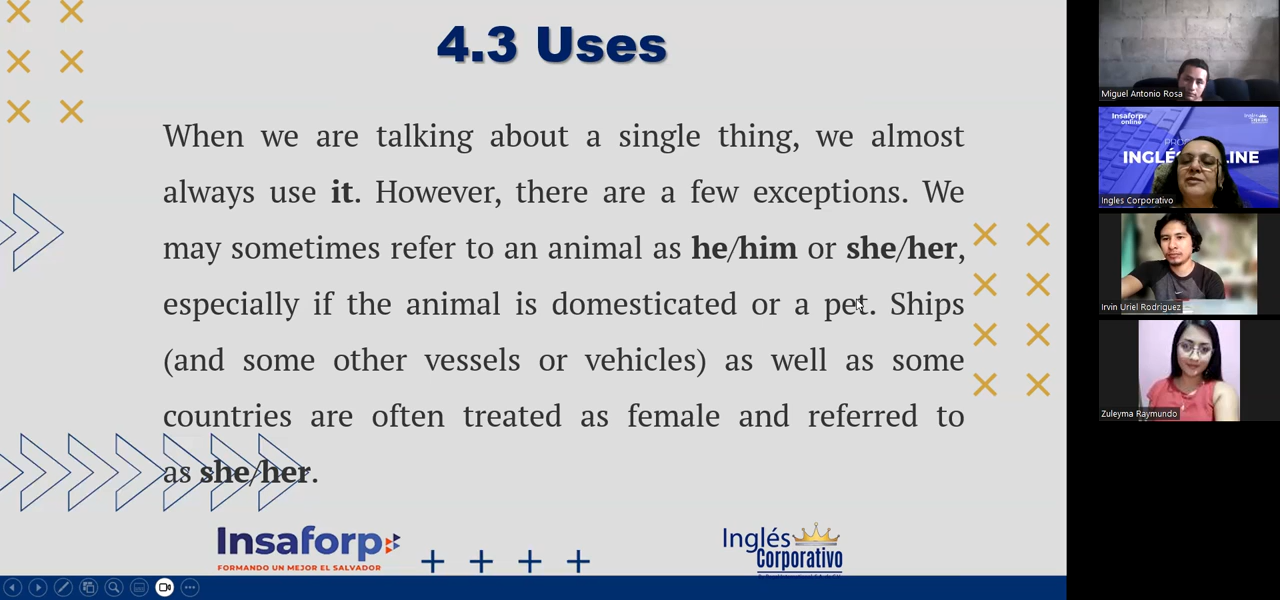 4.3 Uses
When we are talking about a single thing, we almost
always use it. However, there are a few exceptions. We
may sometimes refer to an animal as he/him or she/her,
especially if the animal is domesticated or a pet. Ships
(and some other vessels or vehicles) as well as some
countries are often treated as female and referred to
as she/her.
Insaforp
FORMANDO UN MEJOR EL SALVADOR
Inglés
Corporativo
Miguel Antonio Rosa
Insaforp
online
INGLÉS
LINE
Ingles Corporativo
Irvin Uriel Rodriguez
Zuleyma Raymundo